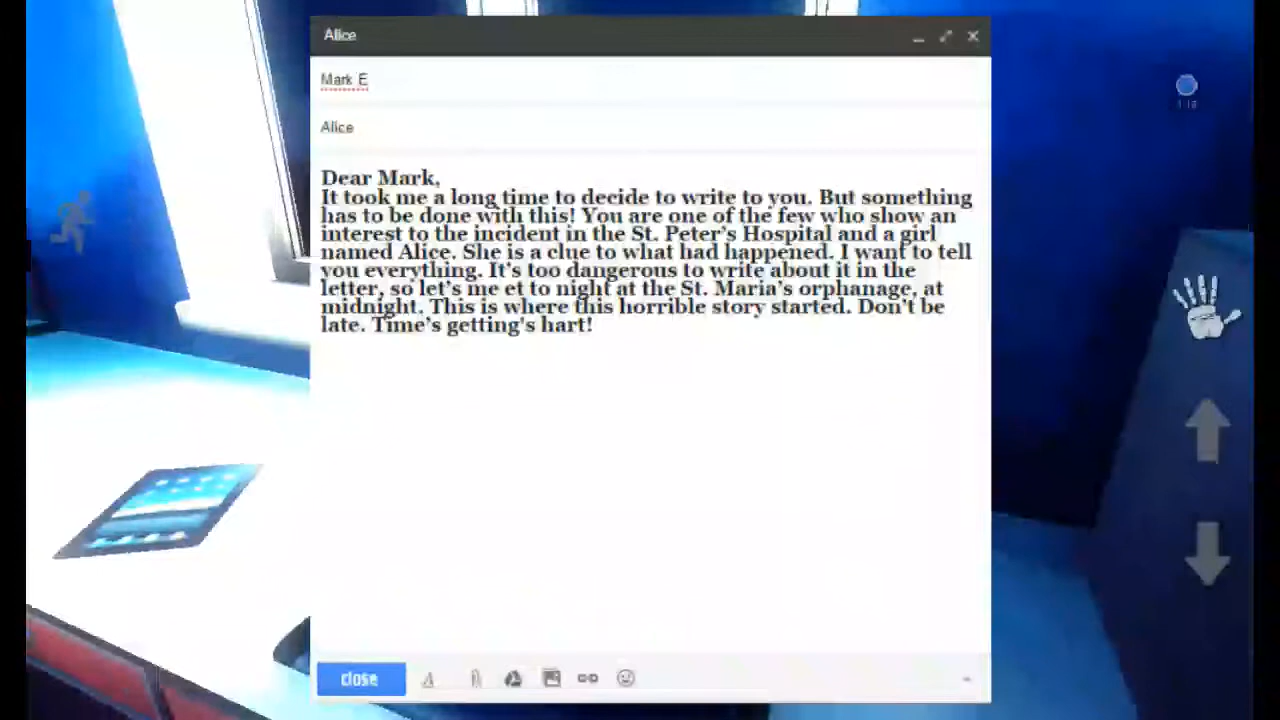 Alice
Mark E
Alice
Dear Mark,
It took me a long time to decide to write to you. But something
has to be done with this! You are one of the few who show an
interest to the incident in the St. Peter's Hospital and a girl
named Alice. She is a clue to what had happened. I want to tell
you everything. It's too dangerous to write about it in the
letter, so let's me et to night at the St. Maria's orphanage, at
midnight. This is where this horrible story started. Don't be
late. Time's getting's hart!
close